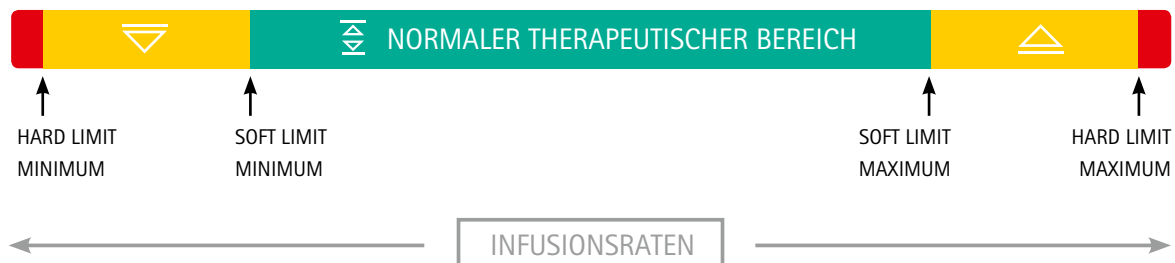 NORMALER THERAPEUTISCHER BEREICH
HARD LIMIT
MINIMUM
SOFT LIMIT
MINIMUM
SOFT LIMIT
MAXIMUM
HARD LIMIT
MAXIMUM
INFUSIONSRATEN